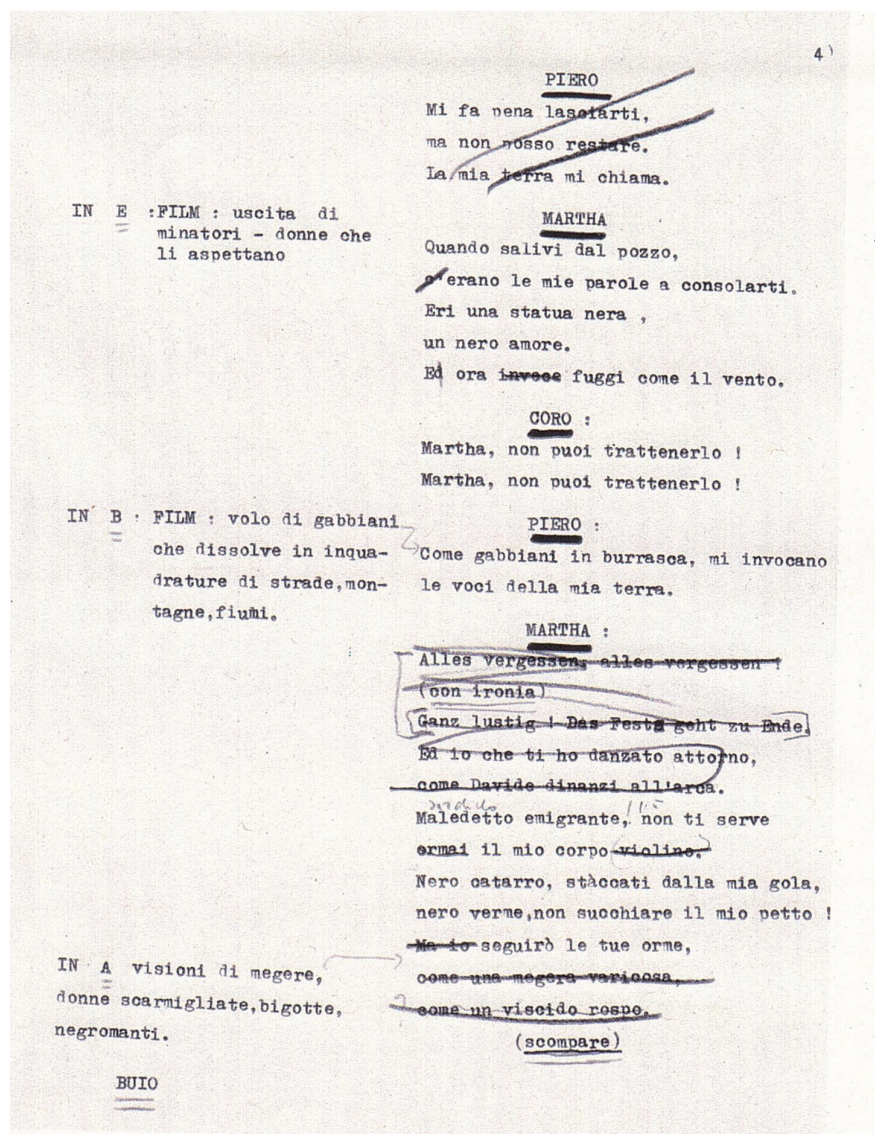 4)
PIERO
Mi fa pena lasciarti,
ma non posso restare.
La mia terra mi chiama.
IN E :FILM : uscita di
minatori - donne che
li aspettano
MARTHA
Quando salivi dal pozzo,
c'erano le mie parole a consolarti.
Eri una statua nera ,
un nero amore.
Ed ora invece fuggi come il vento.
CORO :
Martha, non puoi trattenerlo !
Martha, non puoi trattenerlo !
IN B : FILM : volo di gabbiani
che dissolve in inqua-
drature di strade,mon-
tagne,fiumi.
PIERO :
Come gabbiani in burrasca, mi invocano
le voci della mia terra.
MARTHA :
Alles vergessen, alles vergessen !
(con ironia)
Ganz lustig ! Das Fest geht zu Ende.
Ed io che ti ho danzato attorno,
come Davide dinanzi all'arca.
Maledetto emigrante, non ti serve
ormai il mio corpo violino.
Nero catarro, stàccati dalla mia gola,
nero verme,non succhiare il mio petto !
Ma io seguirò le tue orme,
come una megera varicosa,
come un viscido rospo.
(scompare)
IN A visioni di megere,
donne scarmigliate,bigotte,
negromanti.
BUIO